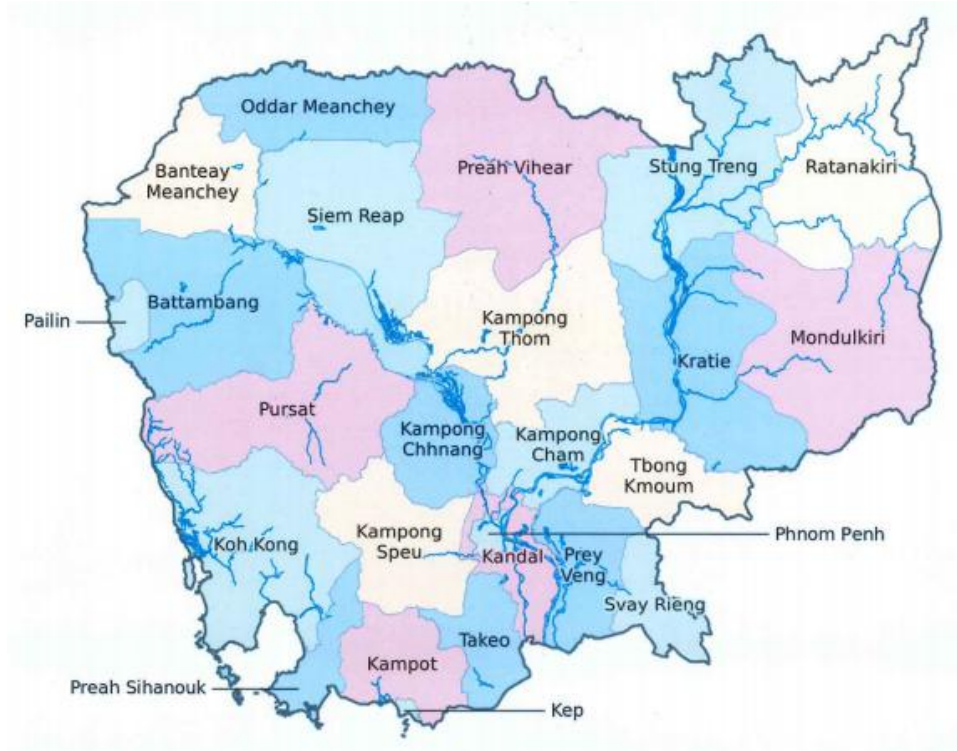 Oddar Meanchey
Preah Vihear
Stung Treng
Ratanakiri
Banteay
Meanchey
Siem Reap
Battambang
Pailin
Kampong
Thom
Kratie
Mondulkiri
Pursat
Kampong
Chhnang
Kampong
Cham
Tbong
Kmoum
Koh Kong
Kampong
Speu
Kandal
Phnom Penh
Prey
Veng
Svay Rieng
Takeo
Kampot
Preah Sihanouk
Kep